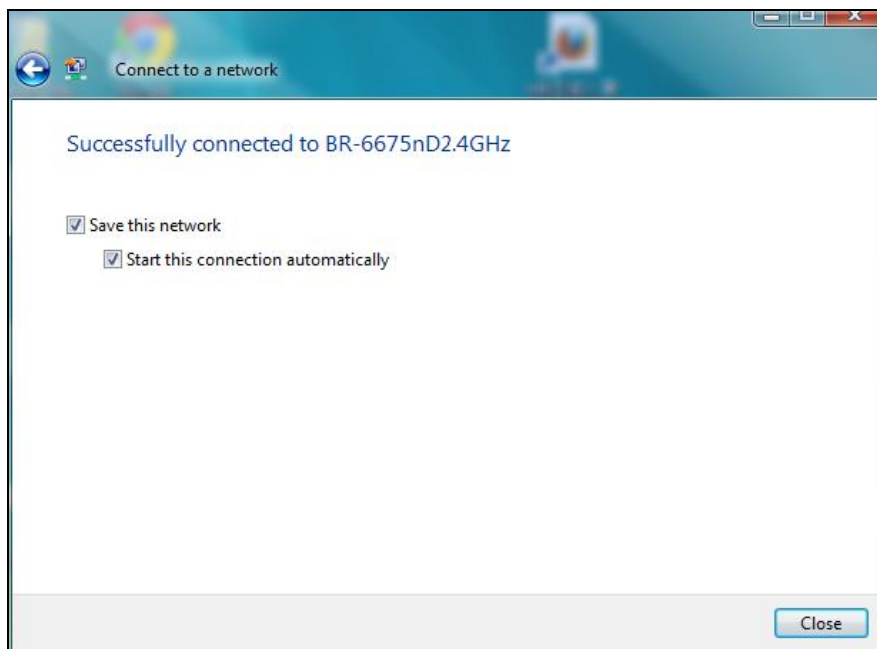 Connect to a network
Successfully connected to BR-6675nD2.4GHz
Save this network
Start this connection automatically
Close